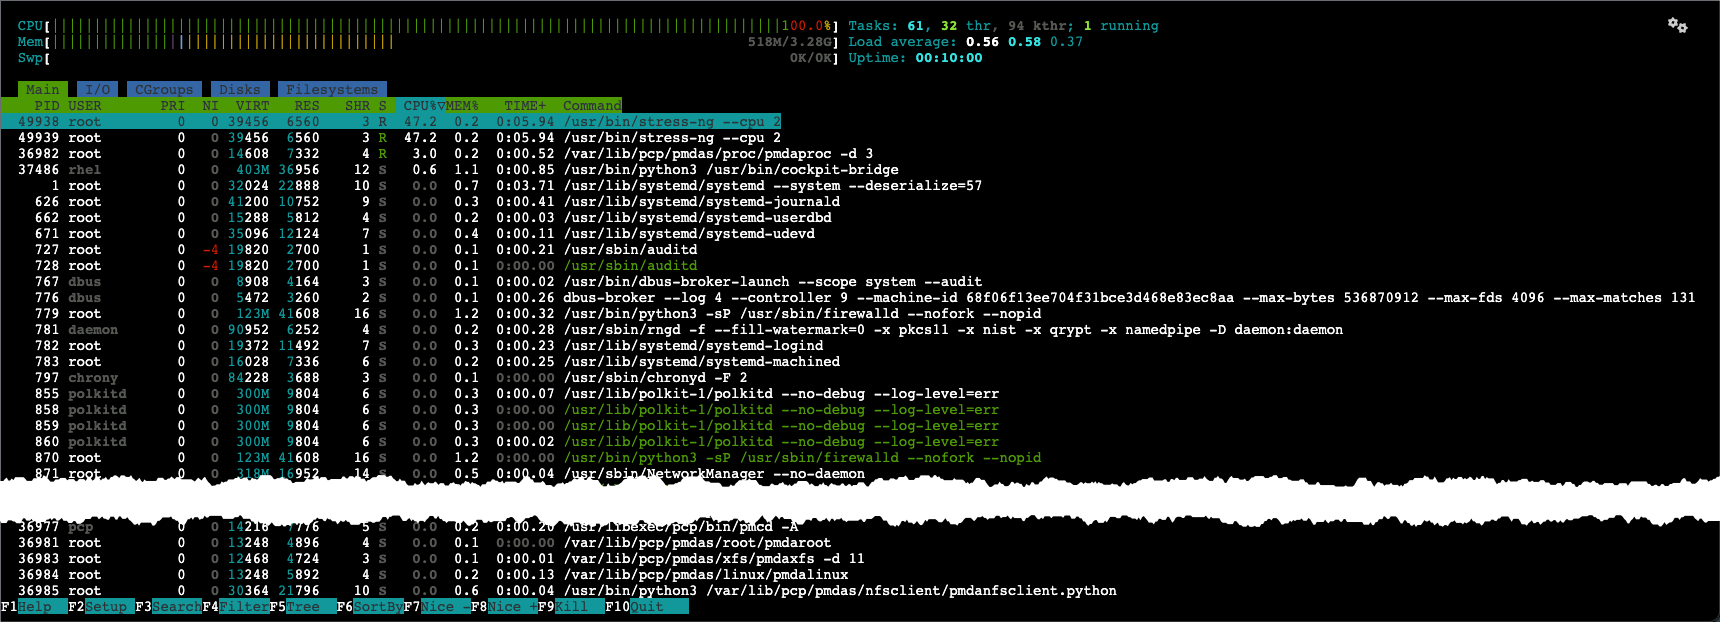 CPU[||||||||||||||||||||||||||||||||||||||||||||||||||||||||||||||||||||||||||||||||||||||100.0%] Tasks: 61, 32 thr, 94 kthr; 1 running
Mem[||||||||||||||||||||||||||||||||||||||||| 518M/3.28G] Load average: 0.56 0.58 0.37
Swp[ 0K/0K] Uptime: 00:10:00
Main I/O CGroups Disks Filesystems
PID USER PRI NI VIRT RES SHR S CPU%▽MEM% TIME+ Command
49938 root 0 0 39456 6560 3 R 47.2 0.2 0:05.94 /usr/bin/stress-ng --cpu 2
49939 root 0 0 39456 6560 3 R 47.2 0.2 0:05.94 /usr/bin/stress-ng --cpu 2
36982 root 0 0 14608 7332 4 R 3.0 0.2 0:00.52 /var/lib/pcp/pmdas/proc/pmdaproc -d 3
37486 rhel 0 0 403M 36956 12 S 0.6 1.1 0:00.85 /usr/bin/python3 /usr/bin/cockpit-bridge
1 root 0 0 32024 22888 10 S 0.0 0.7 0:03.71 /usr/lib/systemd/systemd --system --deserialize=57
626 root 0 0 41200 10752 9 S 0.0 0.3 0:00.41 /usr/lib/systemd/systemd-journald
662 root 0 0 15288 5812 4 S 0.0 0.2 0:00.03 /usr/lib/systemd/systemd-userdbd
671 root 0 0 35096 12124 7 S 0.0 0.4 0:00.11 /usr/lib/systemd/systemd-udevd
727 root 0 -4 19820 2700 1 S 0.0 0.1 0:00.21 /usr/sbin/auditd
728 root 0 -4 19820 2700 1 S 0.0 0.1 0:00.00 /usr/sbin/auditd
767 dbus 0 0 8908 4164 3 S 0.0 0.1 0:00.02 /usr/bin/dbus-broker-launch --scope system --audit
776 dbus 0 0 5472 3260 2 S 0.0 0.1 0:00.26 dbus-broker --log 4 --controller 9 --machine-id 68f06f13ee704f31bce3d468e83ec8aa --max-bytes 536870912 --max-fds 4096 --max-matches 131
779 root 0 0 123M 41608 16 S 0.0 1.2 0:00.32 /usr/bin/python3 -sP /usr/sbin/firewalld --nofork --nopid
781 daemon 0 0 90952 6252 4 S 0.0 0.2 0:00.28 /usr/sbin/rngd -f --fill-watermark=0 -x pkcs11 -x nist -x qrypt -x namedpipe -D daemon:daemon
782 root 0 0 19372 11492 7 S 0.0 0.3 0:00.23 /usr/lib/systemd/systemd-logind
783 root 0 0 16028 7336 6 S 0.0 0.2 0:00.25 /usr/lib/systemd/systemd-machined
797 chrony 0 0 84228 3688 3 S 0.0 0.1 0:00.00 /usr/sbin/chronyd -F 2
855 polkitd 0 0 300M 9804 6 S 0.0 0.3 0:00.07 /usr/lib/polkit-1/polkitd --no-debug --log-level=err
858 polkitd 0 0 300M 9804 6 S 0.0 0.3 0:00.00 /usr/lib/polkit-1/polkitd --no-debug --log-level=err
859 polkitd 0 0 300M 9804 6 S 0.0 0.3 0:00.00 /usr/lib/polkit-1/polkitd --no-debug --log-level=err
860 polkitd 0 0 300M 9804 6 S 0.0 0.3 0:00.02 /usr/lib/polkit-1/polkitd --no-debug --log-level=err
870 root 0 0 123M 41608 16 S 0.0 1.2 0:00.00 /usr/bin/python3 -sP /usr/sbin/firewalld --nofork --nopid
871 root 0 0 318M 16952 14 S 0.0 0.5 0:00.04 /usr/sbin/NetworkManager --no-daemon
36977 pcp 0 0 14216 7776 5 S 0.0 0.2 0:00.20 /usr/libexec/pcp/bin/pmcd -A
36981 root 0 0 13248 4896 4 S 0.0 0.1 0:00.00 /var/lib/pcp/pmdas/root/pmdaroot
36983 root 0 0 12468 4724 3 S 0.0 0.1 0:00.01 /var/lib/pcp/pmdas/xfs/pmdaxfs -d 11
36984 root 0 0 13248 5892 4 S 0.0 0.2 0:00.13 /var/lib/pcp/pmdas/linux/pmdalinux
36985 root 0 0 30364 21796 10 S 0.0 0.6 0:00.04 /usr/bin/python3 /var/lib/pcp/pmdas/nfsclient/pmdanfsclient.python
F1Help F2Setup F3SearchF4FilterF5Tree F6SortByF7Nice -F8Nice +F9Kill F10Quit